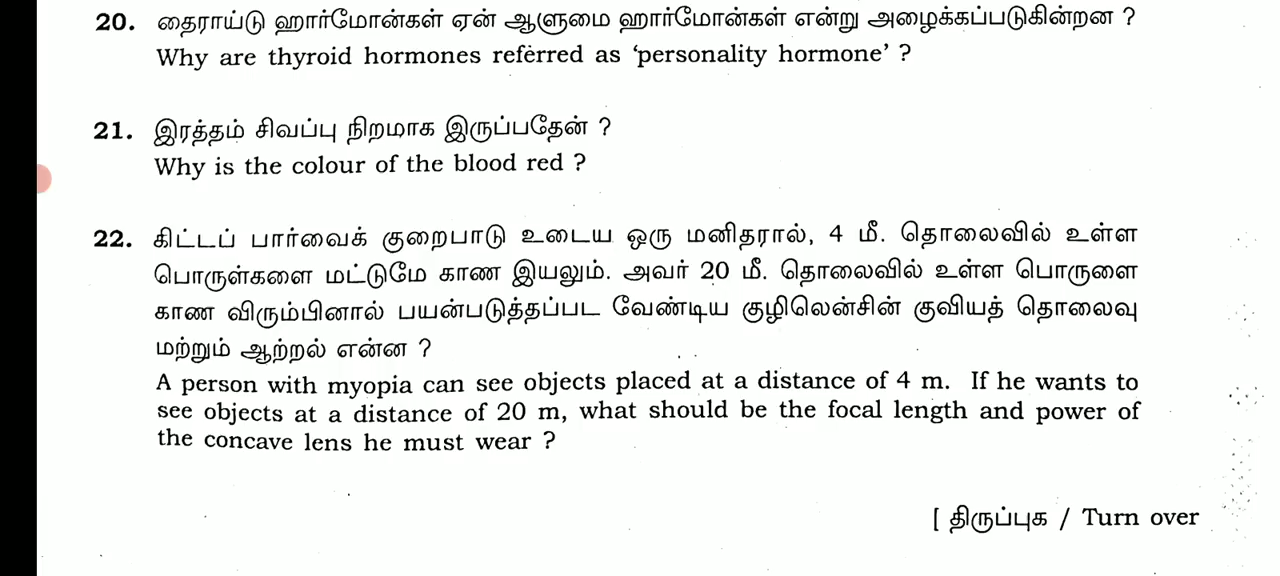 20. தைராய்டு ஹார்மோன்கள் ஏன் ஆளுமை ஹார்மோன்கள் என்று அழைக்கப்படுகின்றன ?
Why are thyroid hormones referred as ‘personality hormone’ ?
21. இரத்தம் சிவப்பு நிறமாக இருப்பதேன் ?
Why is the colour of the blood red ?
22. கிட்டப் பார்வைக் குறைபாடு உடைய ஒரு மனிதரால், 4 மீ. தொலைவில் உள்ள
பொருள்களை மட்டுமே காண இயலும். அவர் 20 மீ. தொலைவில் உள்ள பொருளை
காண விரும்பினால் பயன்படுத்தப்பட வேண்டிய குழிலென்சின் குவியத் தொலைவு
மற்றும் ஆற்றல் என்ன ?
A person with myopia can see objects placed at a distance of 4 m. If he wants to
see objects at a distance of 20 m, what should be the focal length and power of
the concave lens he must wear ?
[ திருப்புக / Turn over